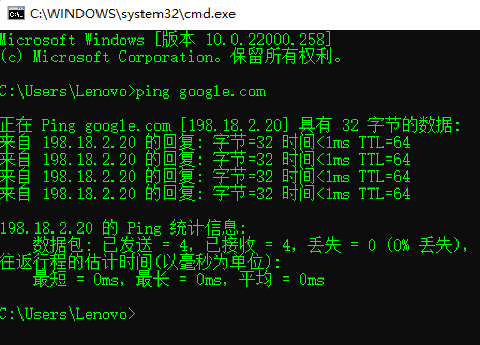 C:\WINDOWS\system32\cmd.exe
Microsoft Windows [版本 10.0.22000.258]
(c) Microsoft Corporation。保留所有权利。
C:\Users\Lenovo>ping google.com
正在 Ping google.com [198.18.2.20] 具有 32 字节的数据:
来自 198.18.2.20 的回复: 字节=32 时间<1ms TTL=64
来自 198.18.2.20 的回复: 字节=32 时间<1ms TTL=64
来自 198.18.2.20 的回复: 字节=32 时间<1ms TTL=64
来自 198.18.2.20 的回复: 字节=32 时间<1ms TTL=64
198.18.2.20 的 Ping 统计信息:
数据包: 已发送 = 4，已接收 = 4，丢失 = 0 (0% 丢失)，
往返行程的估计时间(以毫秒为单位):
最短 = 0ms，最长 = 0ms，平均 = 0ms
C:\Users\Lenovo>